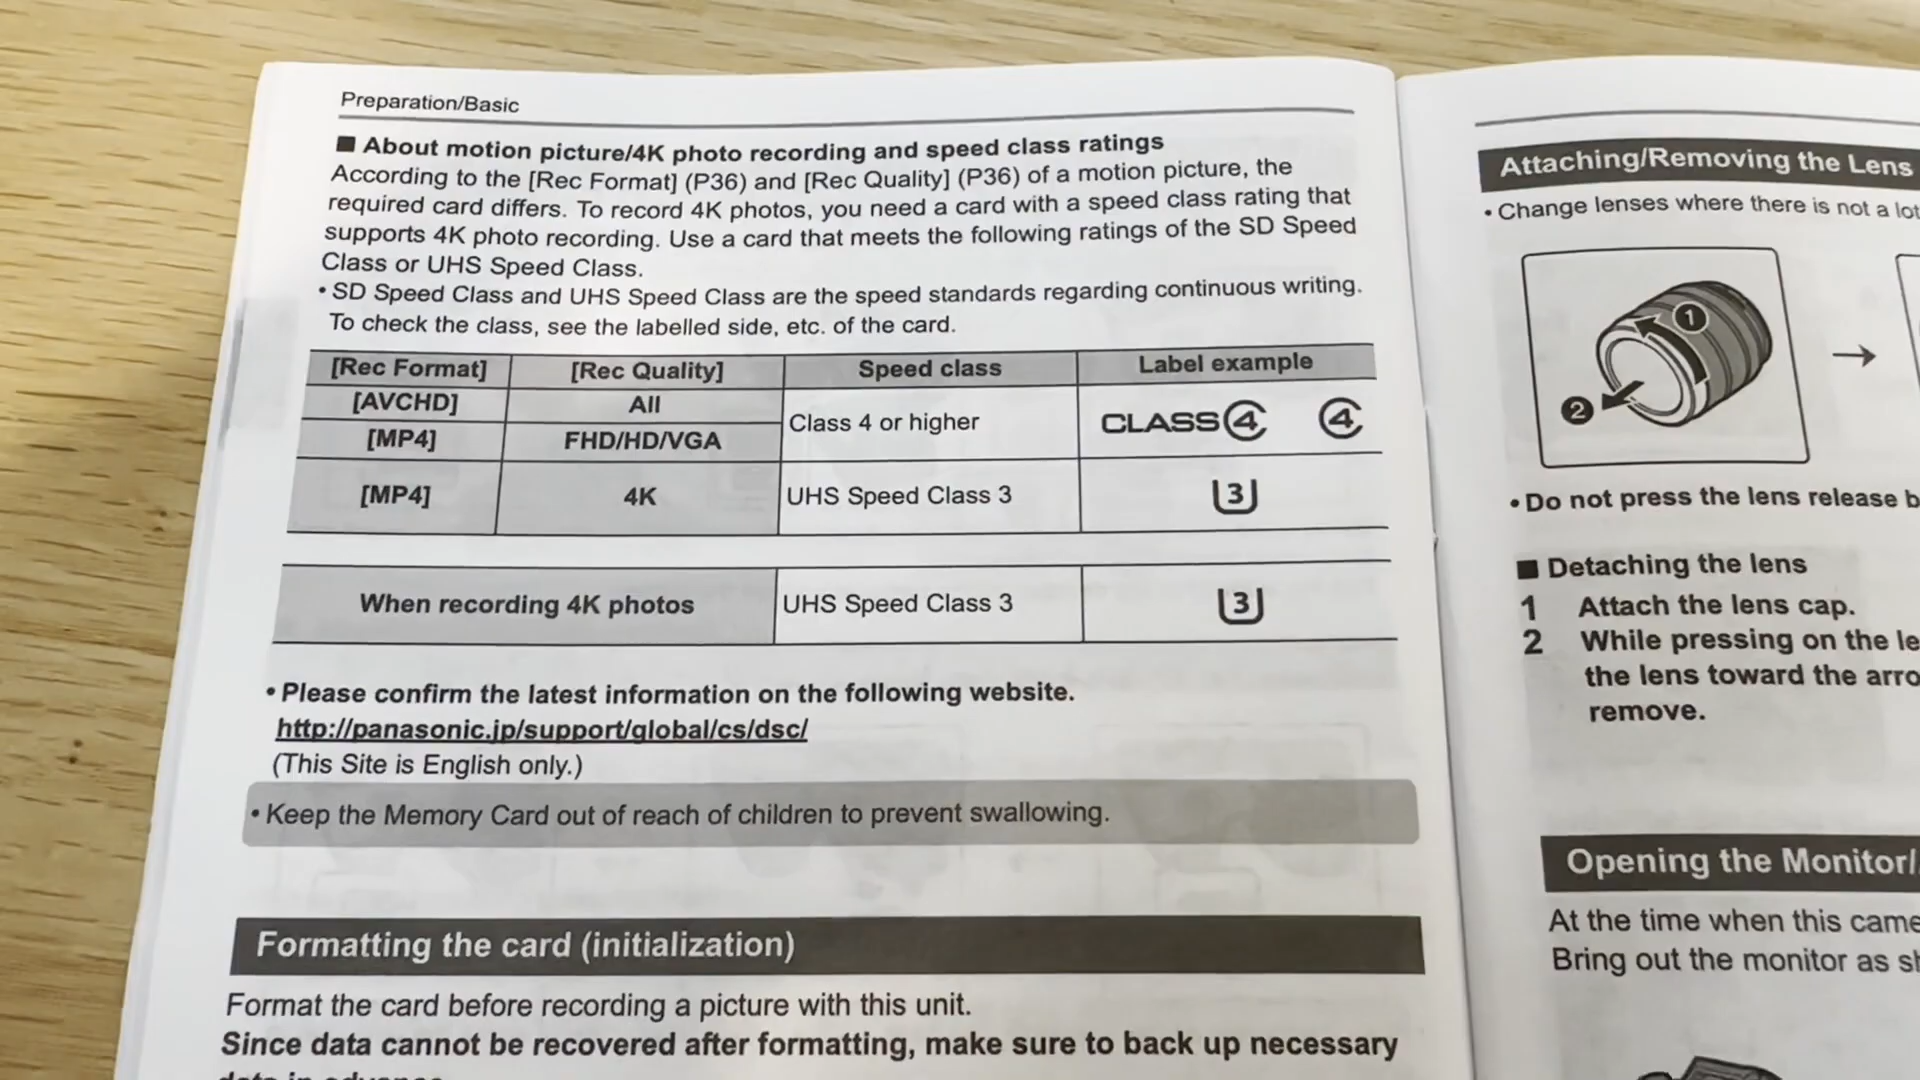 Preparation/Basic
■ About motion picture/4K photo recording and speed class ratings
According to the [Rec Format] (P36) and [Rec Quality] (P36) of a motion picture, the
required card differs. To record 4K photos, you need a card with a speed class rating that
supports 4K photo recording. Use a card that meets the following ratings of the SD Speed
Class or UHS Speed Class.
• SD Speed Class and UHS Speed Class are the speed standards regarding continuous writing.
To check the class, see the labelled side, etc. of the card.
[Rec Format] [Rec Quality] Speed class Label example
[AVCHD] All
Class 4 or higher CLASS④ ④
[MP4] FHD/HD/VGA
[MP4] 4K UHS Speed Class 3 3
When recording 4K photos UHS Speed Class 3 3
• Please confirm the latest information on the following website.
http://panasonic.jp/support/global/cs/dsc/
(This Site is English only.)
• Keep the Memory Card out of reach of children to prevent swallowing.
Formatting the card (initialization)
Format the card before recording a picture with this unit.
Since data cannot be recovered after formatting, make sure to back up necessary
Attaching/Removing the Lens
• Change lenses where there is not a lot
1
2
→
• Do not press the lens release
■ Detaching the lens
1 Attach the lens cap.
2 While pressing on the
the lens toward the
remove.
Opening the Monitor/
At the time when this
Bring out the monitor as